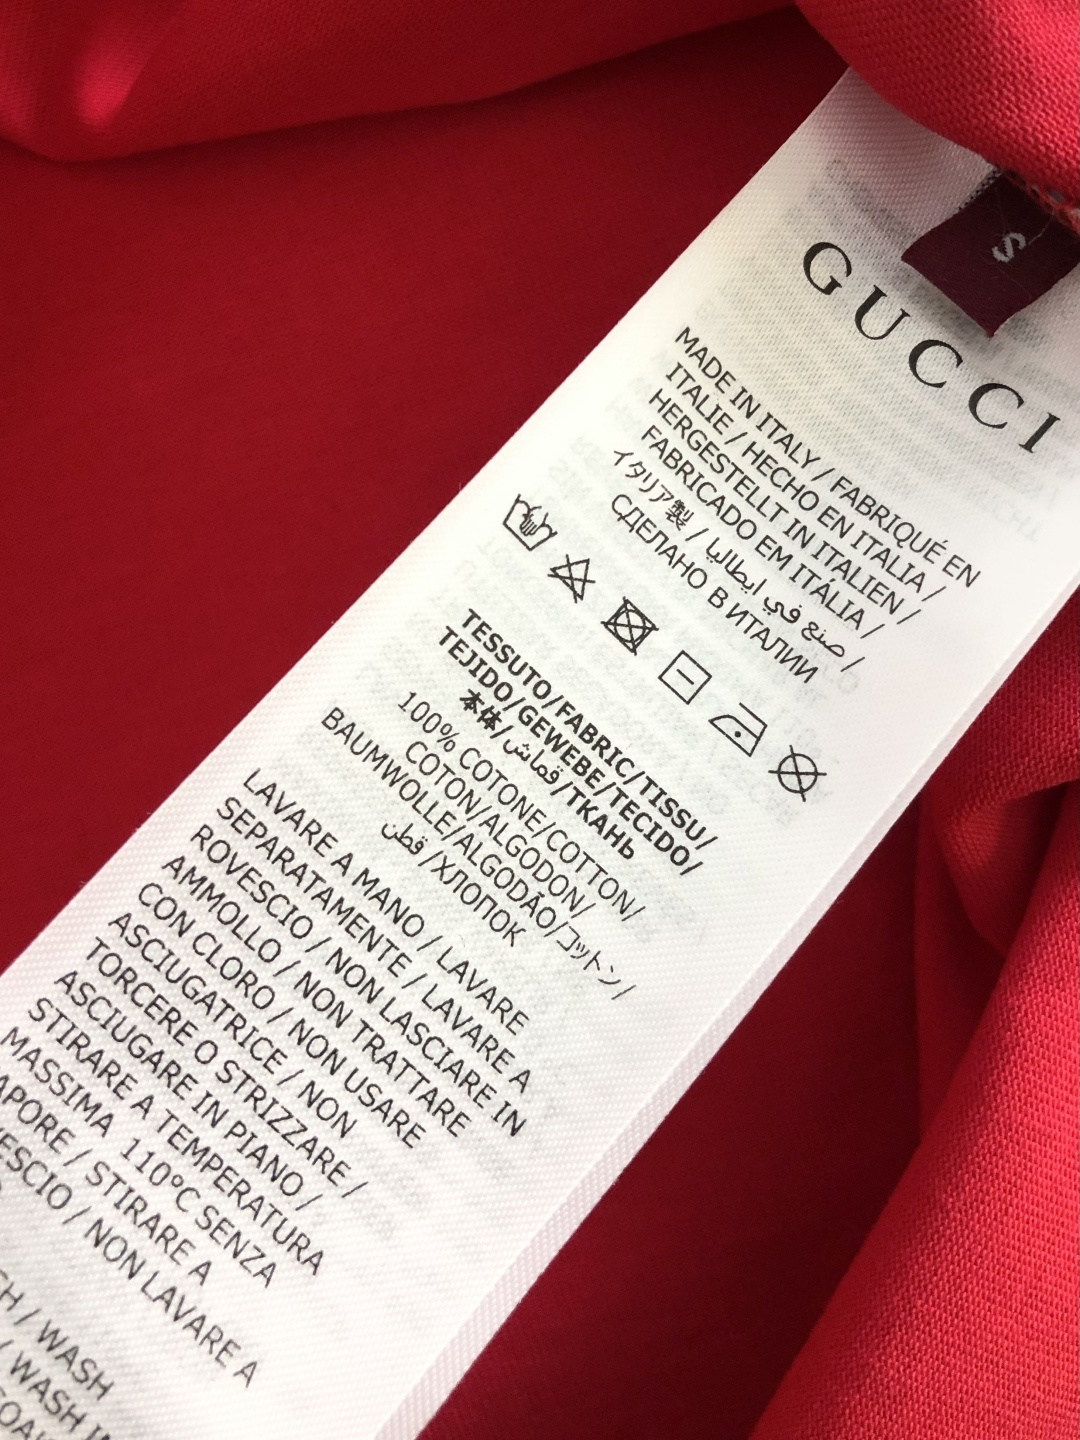 S
GUCCI
MADE IN ITALY / FABRIQUÉ EN
ITALIE / HECHO EN ITALIA /
HERGESTELLT IN ITALIEN /
FABRICADO EM ITÁLIA /
イタリア製 / صنع في ايطاليا /
СДЕЛАНО В ИТАЛИИ
TESSUTO/FABRIC/TISSU/
TEJIDO/GEWEBE/TECIDO/
本体/قماش/ТКАНЬ
100% COTONE/COTTON/
COTON/ALGODON/
BAUMWOLLE/ALGODÃO/コットン/
قطن /ХЛОПОК
LAVARE A MANO / LAVARE
SEPARATAMENTE / LAVARE A
ROVESCIO / NON LASCIARE IN
AMMOLLO / NON TRATTARE
CON CLORO / NON USARE
ASCIUGATRICE / NON
TORCERE O STRIZZARE /
ASCIUGARE IN PIANO /
STIRARE A TEMPERATURA
MASSIMA 110°C SENZA
/ STIRARE A
/ NON LAVARE A
/ WASH
/ WASH